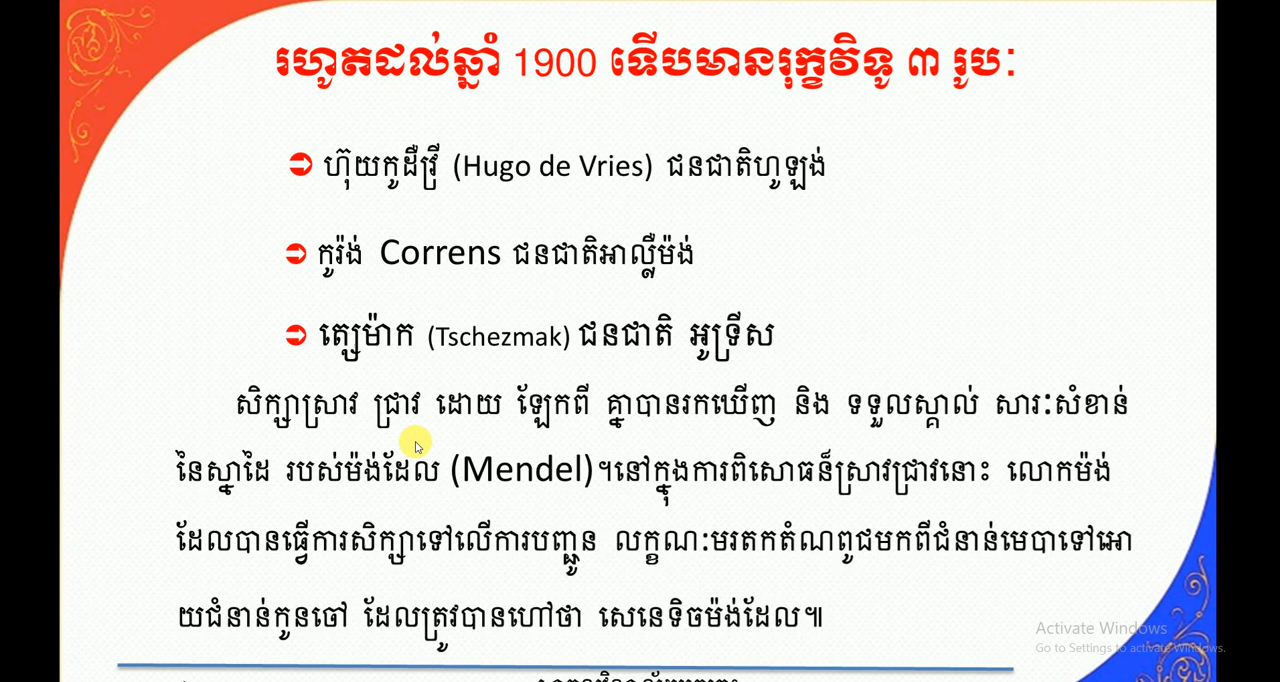 រហូតដល់ឆ្នាំ 1900 ទើបមានរុក្ខវិទូ ៣ រូបៈ
ហ៊ុយកូដឺវ្រី (Hugo de Vries) ជនជាតិហូឡង់
កូរ៉ង់ Correns ជនជាតិអាល្លឺម៉ង់
ត្សេម៉ាក (Tschezmak) ជនជាតិ អូទ្រីស
សិក្សាស្រាវ ជ្រាវ ដោយ ឡែកពី គ្នាបានរកឃើញ និង ទទួលស្គាល់ សារៈសំខាន់
នៃស្នាដៃ របស់ម៉ង់ដែល (Mendel)។នៅក្នុងការពិសោធន៏ស្រាវជ្រាវនោះ លោកម៉ង់
ដែលបានធ្វើការសិក្សាទៅលើការបញ្ជូន លក្ខណៈមរតកតំណពូជមកពីជំនាន់មេបាទៅអោ
យជំនាន់កូនចៅ ដែលត្រូវបានហៅថា សេនេទិចម៉ង់ដែល៕
Activate Windows
Go to Settings to activate Windows.